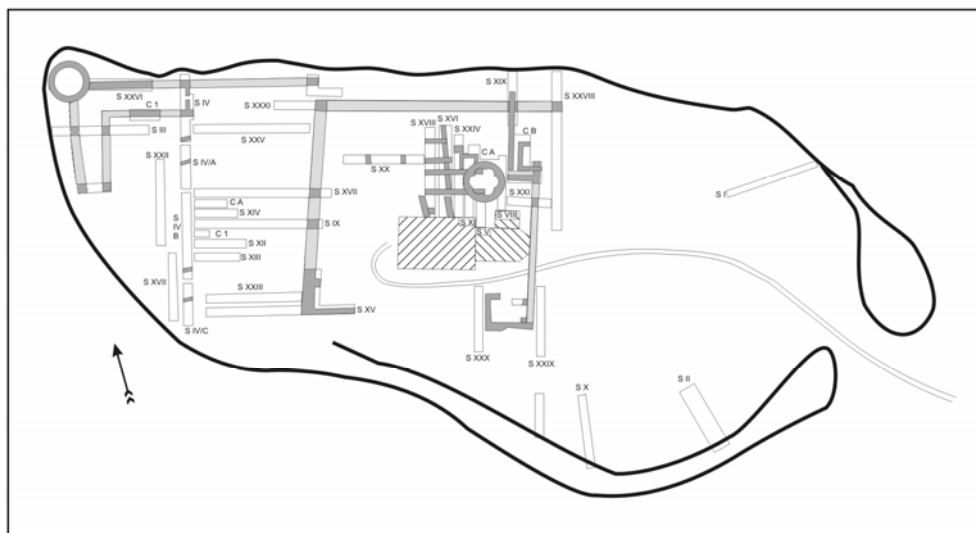 S XIX
S XXVIII
S XXVI
C 1
S IV
S XXXI
S III
S XXV
S XVIII
S XVI
S XXIV
C B
C A
S XXII
S IV/A
S XX
S XVII
S XXI
S I
C A
S XIV
S IV B
S IX
S XI
S V
S VIII
C 1
S XII
S XIII
S XVII
S XXIII
S XV
S IV/C
S XXX
S XXIX
S X
S II